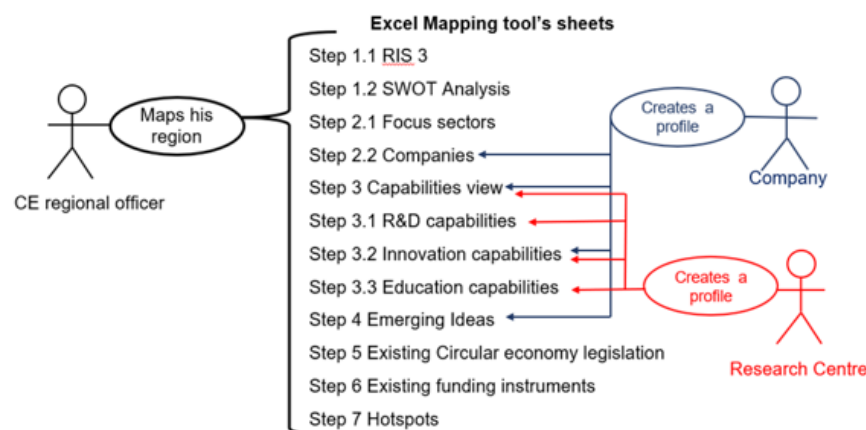 Excel Mapping tool's sheets
Step 1.1 RIS 3
Step 1.2 SWOT Analysis
Step 2.1 Focus sectors
Step 2.2 Companies
Step 3 Capabilities view
Step 3.1 R&D capabilities
Step 3.2 Innovation capabilities
Step 3.3 Education capabilities
Step 4 Emerging Ideas
Step 5 Existing Circular economy legislation
Step 6 Existing funding instruments
Step 7 Hotspots
Maps his
region
CE regional officer
Creates a
profile
Company
Creates a
profile
Research Centre